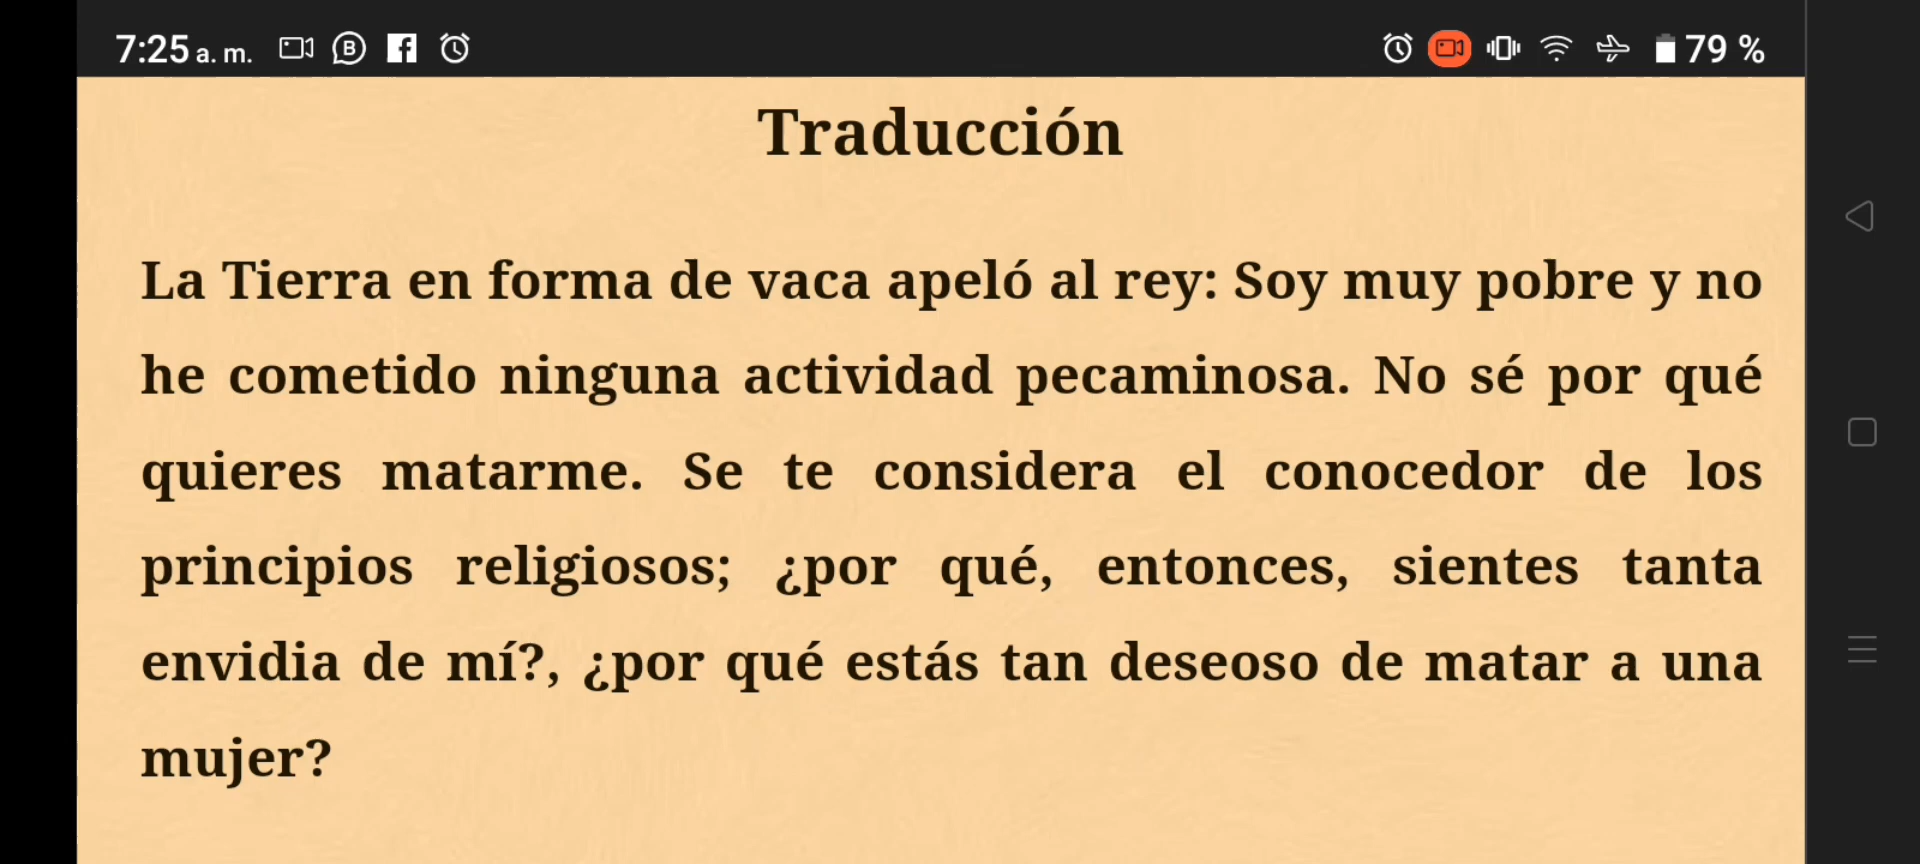 7:25 a. m.
79 %
Traducción
La Tierra en forma de vaca apeló al rey: Soy muy pobre y no
he cometido ninguna actividad pecaminosa. No sé por qué
quieres matarme. Se te considera el conocedor de los
principios religiosos; ¿por qué, entonces, sientes tanta
envidia de mí?, ¿por qué estás tan deseoso de matar a una
mujer?